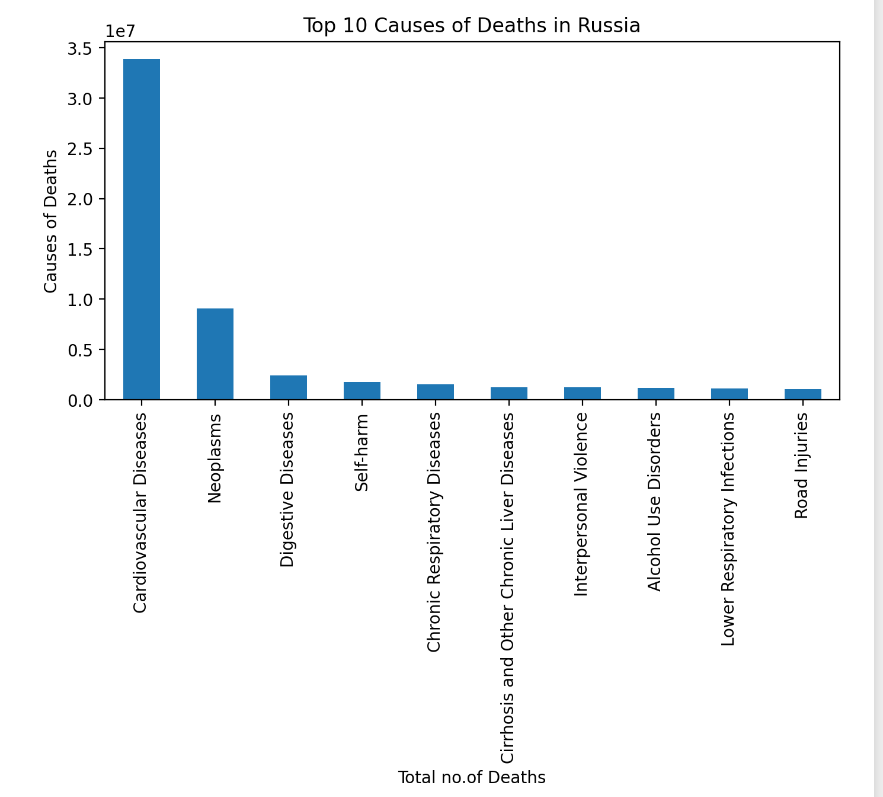 Top 10 Causes of Deaths in Russia
1e7
3.5
3.0
2.5
2.0
1.5
1.0
0.5
0.0
Causes of Deaths
Cardiovascular Diseases
Neoplasms
Digestive Diseases
Self-harm
Chronic Respiratory Diseases
Cirrhosis and Other Chronic Liver Diseases
Interpersonal Violence
Alcohol Use Disorders
Lower Respiratory Infections
Road Injuries
Total no.of Deaths